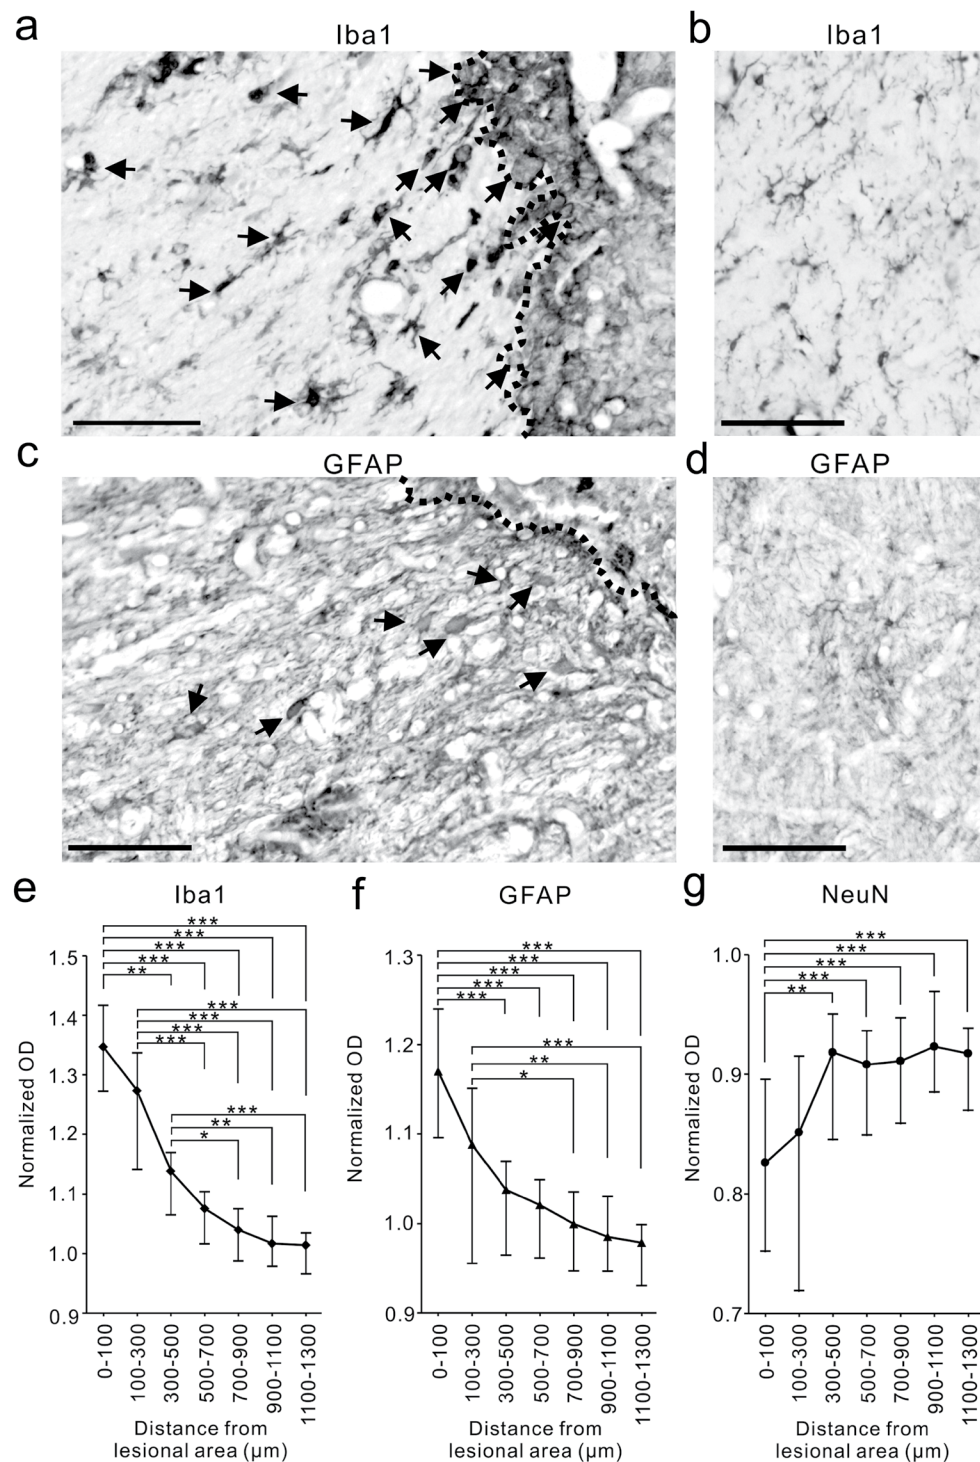 a
Iba1
b
Iba1
c
GFAP
d
GFAP
e
Iba1
***
***
***
***
**
***
***
***
***
***
**
*
1.5
1.4
1.3
1.2
1.1
1.0
0.9
Normalized OD
0-100
100-300
300-500
500-700
700-900
900-1100
1100-1300
Distance from
lesional area (µm)
f
GFAP
***
***
***
***
***
***
**
*
1.3
1.2
1.1
1.0
0.9
Normalized OD
0-100
100-300
300-500
500-700
700-900
900-1100
1100-1300
Distance from
lesional area (µm)
g
NeuN
***
***
***
***
**
1.0
0.9
0.8
0.7
Normalized OD
0-100
100-300
300-500
500-700
700-900
900-1100
1100-1300
Distance from
lesional area (µm)